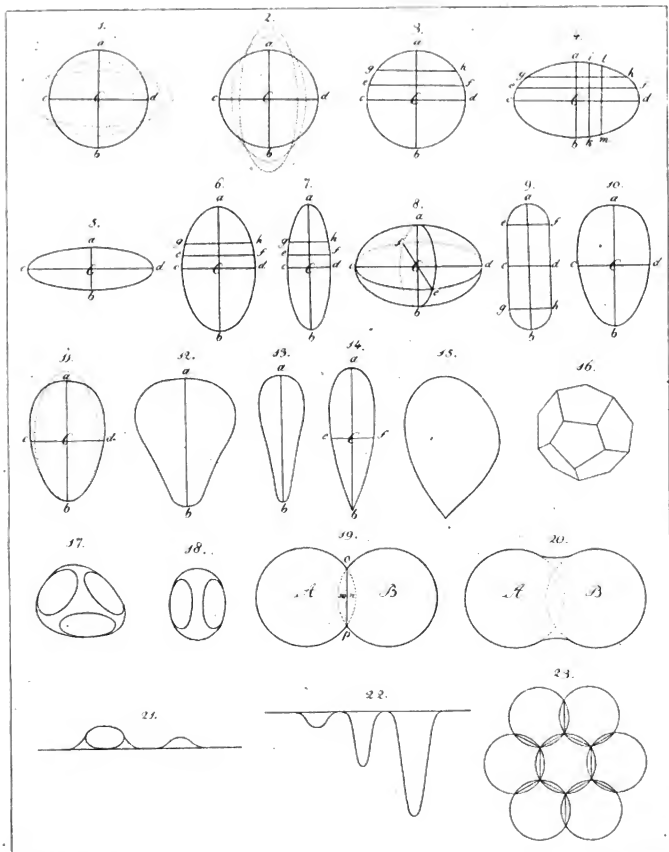 1. 2. 3. 4.
a a a a i l
g h g h
e f e f
c C d c C d c C d c C d
b b b b k m
5. 6. 7. 8. 9. 10.
a a a a a a
g h g h f e f
e f e f
c C d c C d c C d c C d c d c C d
e
g h
b b b b b b
11. 12. 13. 14. 15. 16.
a a a a
c C d e C f
b b b b
17. 18. 19. 20.
o
A m n B A B
p
21. 22. 23.